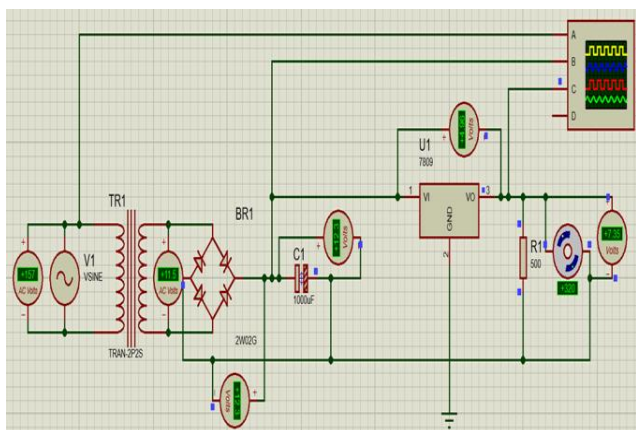 A
B
C
D
Volts
U1
7809
1
VI
VO
3
GND
2
TR1
BR1
V1
VSINE
+157
AC Volts
+11.5
AC Volts
C1
1000uF
Volts
R1
500
+320
+7.35
Volts
TRAN-2P2S
2W02G
Volts